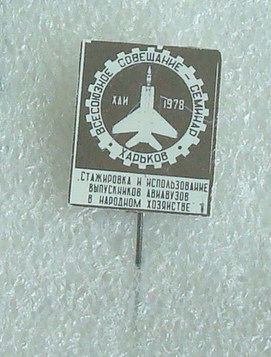 ВСЕСОЮЗНОЕ СОВЕЩАНИЕ - СЕМИНАР
ХАИ 1978
ХАРЬКОВ
СТАЖИРОВКА И ИСПОЛЬЗОВАНИЕ
ВЫПУСКНИКОВ АВИАВУЗОВ
В НАРОДНОМ ХОЗЯЙСТВЕ